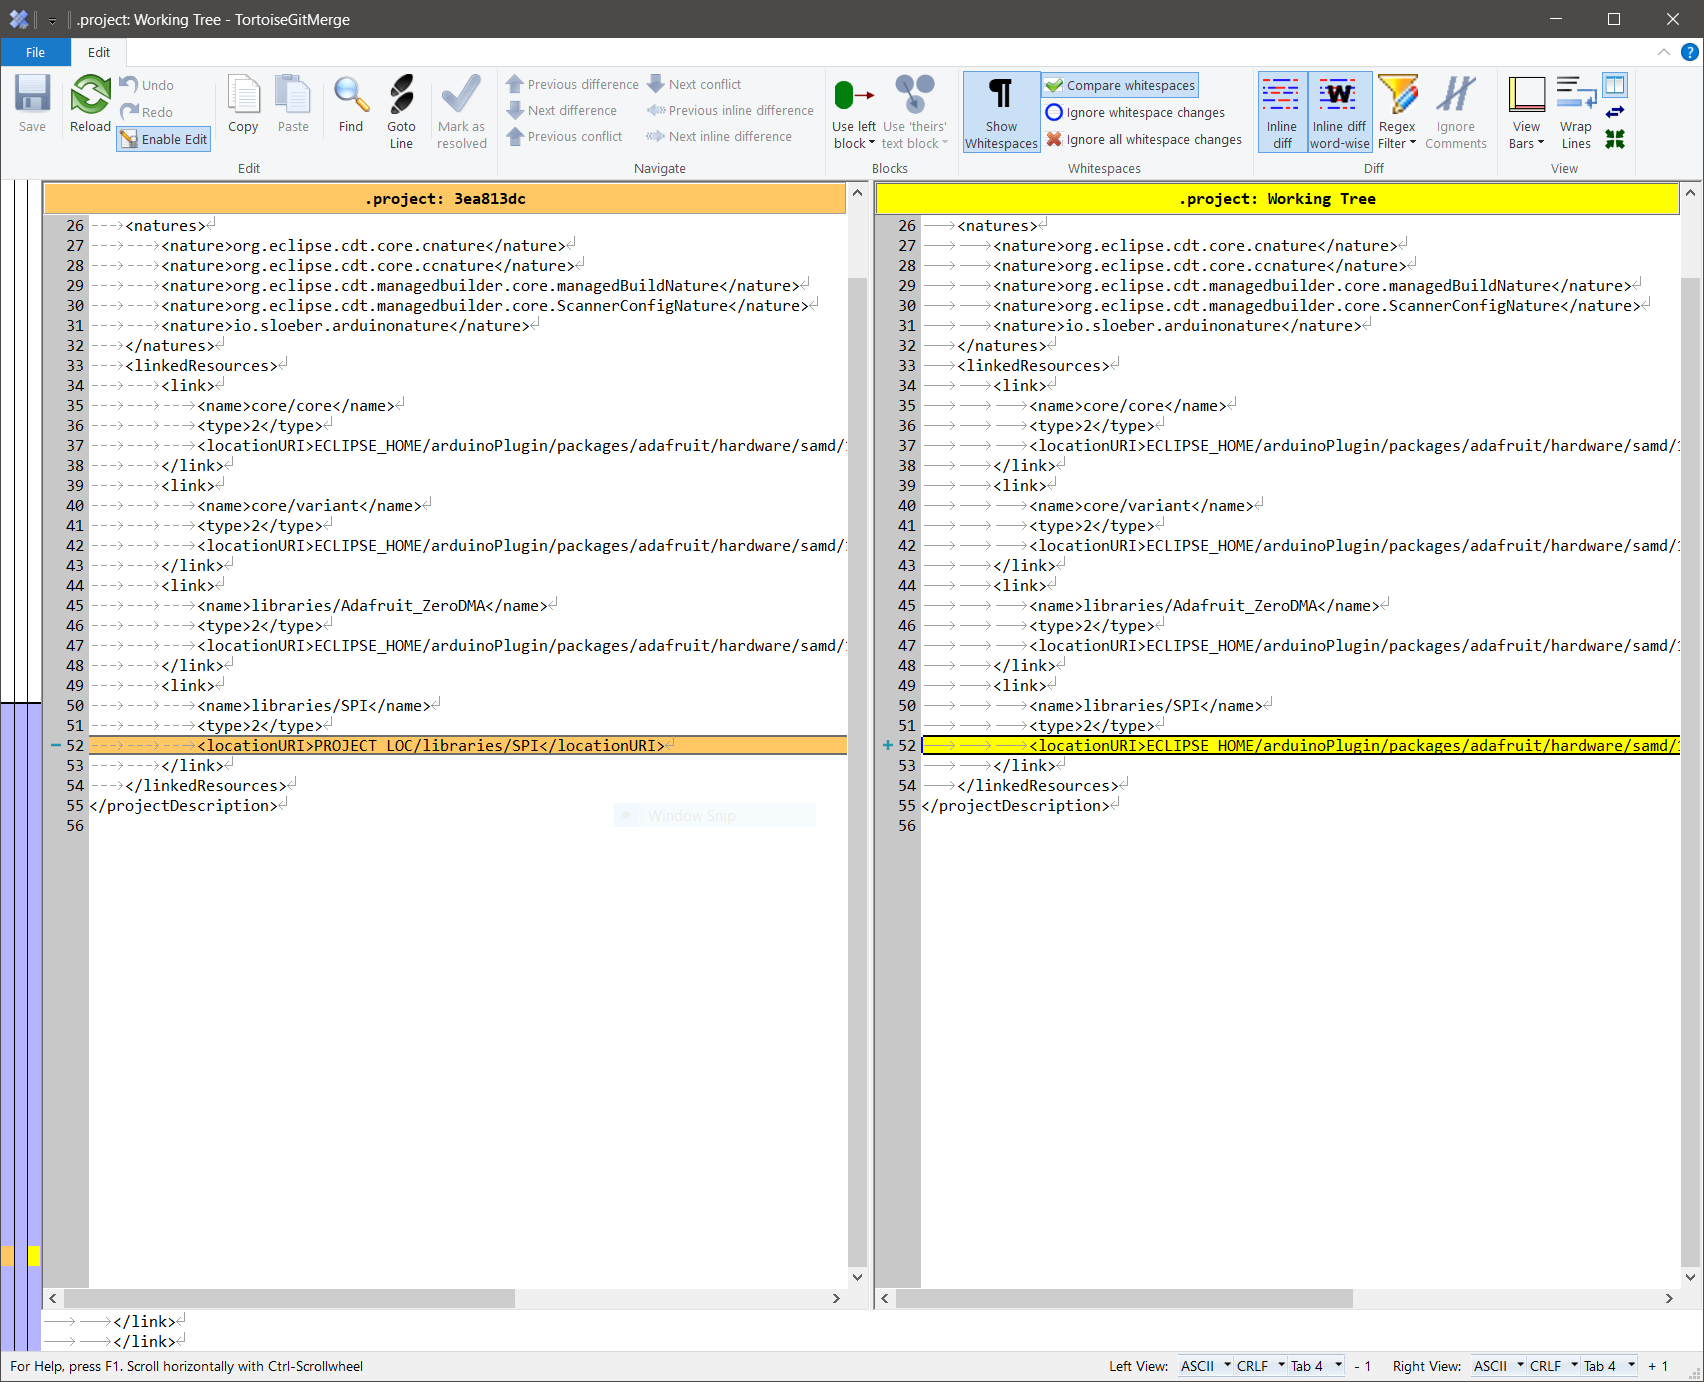 .project: Working Tree - TortoiseGitMerge
File
Edit
Save
Reload
Undo
Redo
Enable Edit
Copy
Paste
Find
Goto
Line
Mark as
resolved
Edit
Previous difference
Next difference
Previous conflict
Next conflict
Previous inline difference
Next inline difference
Navigate
Use left
block
Use 'theirs'
text block
Blocks
Show
Whitespaces
Compare whitespaces
Ignore whitespace changes
Ignore all whitespace changes
Whitespaces
Inline
diff
Inline diff
word-wise
Regex
Filter
Ignore
Comments
Diff
View
Bars
Wrap
Lines
View
.project: 3ea813dc
26 <natures>
27 <nature>org.eclipse.cdt.core.cnature</nature>
28 <nature>org.eclipse.cdt.core.ccnature</nature>
29 <nature>org.eclipse.cdt.managedbuilder.core.managedBuildNature</nature>
30 <nature>org.eclipse.cdt.managedbuilder.core.ScannerConfigNature</nature>
31 <nature>io.sloeber.arduinonature</nature>
32 </natures>
33 <linkedResources>
34 <link>
35 <name>core/core</name>
36 <type>2</type>
37 <locationURI>ECLIPSE_HOME/arduinoPlugin/packages/adafruit/hardware/samd/
38 </link>
39 <link>
40 <name>core/variant</name>
41 <type>2</type>
42 <locationURI>ECLIPSE_HOME/arduinoPlugin/packages/adafruit/hardware/samd/
43 </link>
44 <link>
45 <name>libraries/Adafruit_ZeroDMA</name>
46 <type>2</type>
47 <locationURI>ECLIPSE_HOME/arduinoPlugin/packages/adafruit/hardware/samd/
48 </link>
49 <link>
50 <name>libraries/SPI</name>
51 <type>2</type>
52 <locationURI>PROJECT_LOC/libraries/SPI</locationURI>
53 </link>
54 </linkedResources>
55 </projectDescription>
56
Window Snip
.project: Working Tree
26 <natures>
27 <nature>org.eclipse.cdt.core.cnature</nature>
28 <nature>org.eclipse.cdt.core.ccnature</nature>
29 <nature>org.eclipse.cdt.managedbuilder.core.managedBuildNature</nature>
30 <nature>org.eclipse.cdt.managedbuilder.core.ScannerConfigNature</nature>
31 <nature>io.sloeber.arduinonature</nature>
32 </natures>
33 <linkedResources>
34 <link>
35 <name>core/core</name>
36 <type>2</type>
37 <locationURI>ECLIPSE_HOME/arduinoPlugin/packages/adafruit/hardware/samd/
38 </link>
39 <link>
40 <name>core/variant</name>
41 <type>2</type>
42 <locationURI>ECLIPSE_HOME/arduinoPlugin/packages/adafruit/hardware/samd/
43 </link>
44 <link>
45 <name>libraries/Adafruit_ZeroDMA</name>
46 <type>2</type>
47 <locationURI>ECLIPSE_HOME/arduinoPlugin/packages/adafruit/hardware/samd/
48 </link>
49 <link>
50 <name>libraries/SPI</name>
51 <type>2</type>
52 <locationURI>ECLIPSE_HOME/arduinoPlugin/packages/adafruit/hardware/samd/
53 </link>
54 </linkedResources>
55 </projectDescription>
56
</link>
</link>
For Help, press F1. Scroll horizontally with Ctrl-Scrollwheel
Left View: ASCII CRLF Tab 4 - 1 Right View: ASCII CRLF Tab 4 + 1